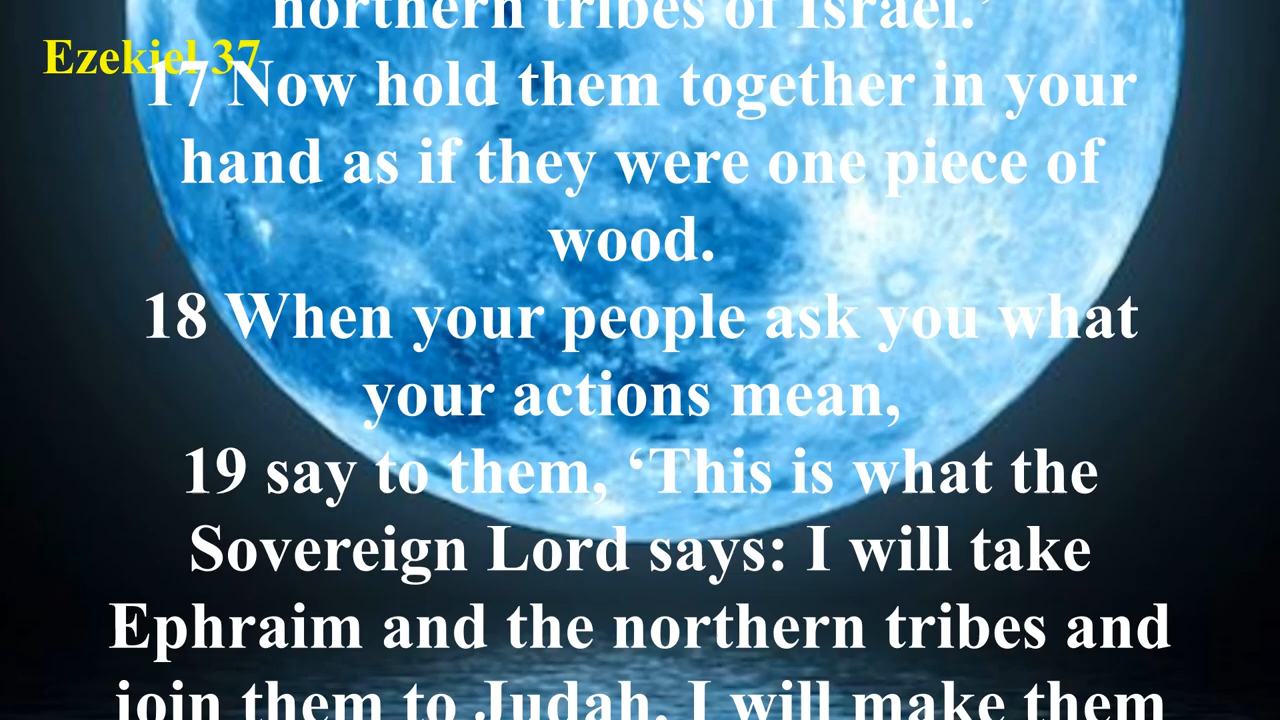 northern tribes of Israel.’
Ezekiel 37
17 Now hold them together in your
hand as if they were one piece of
wood.
18 When your people ask you what
your actions mean,
19 say to them, ‘This is what the
Sovereign Lord says: I will take
Ephraim and the northern tribes and
join them to Judah. I will make them